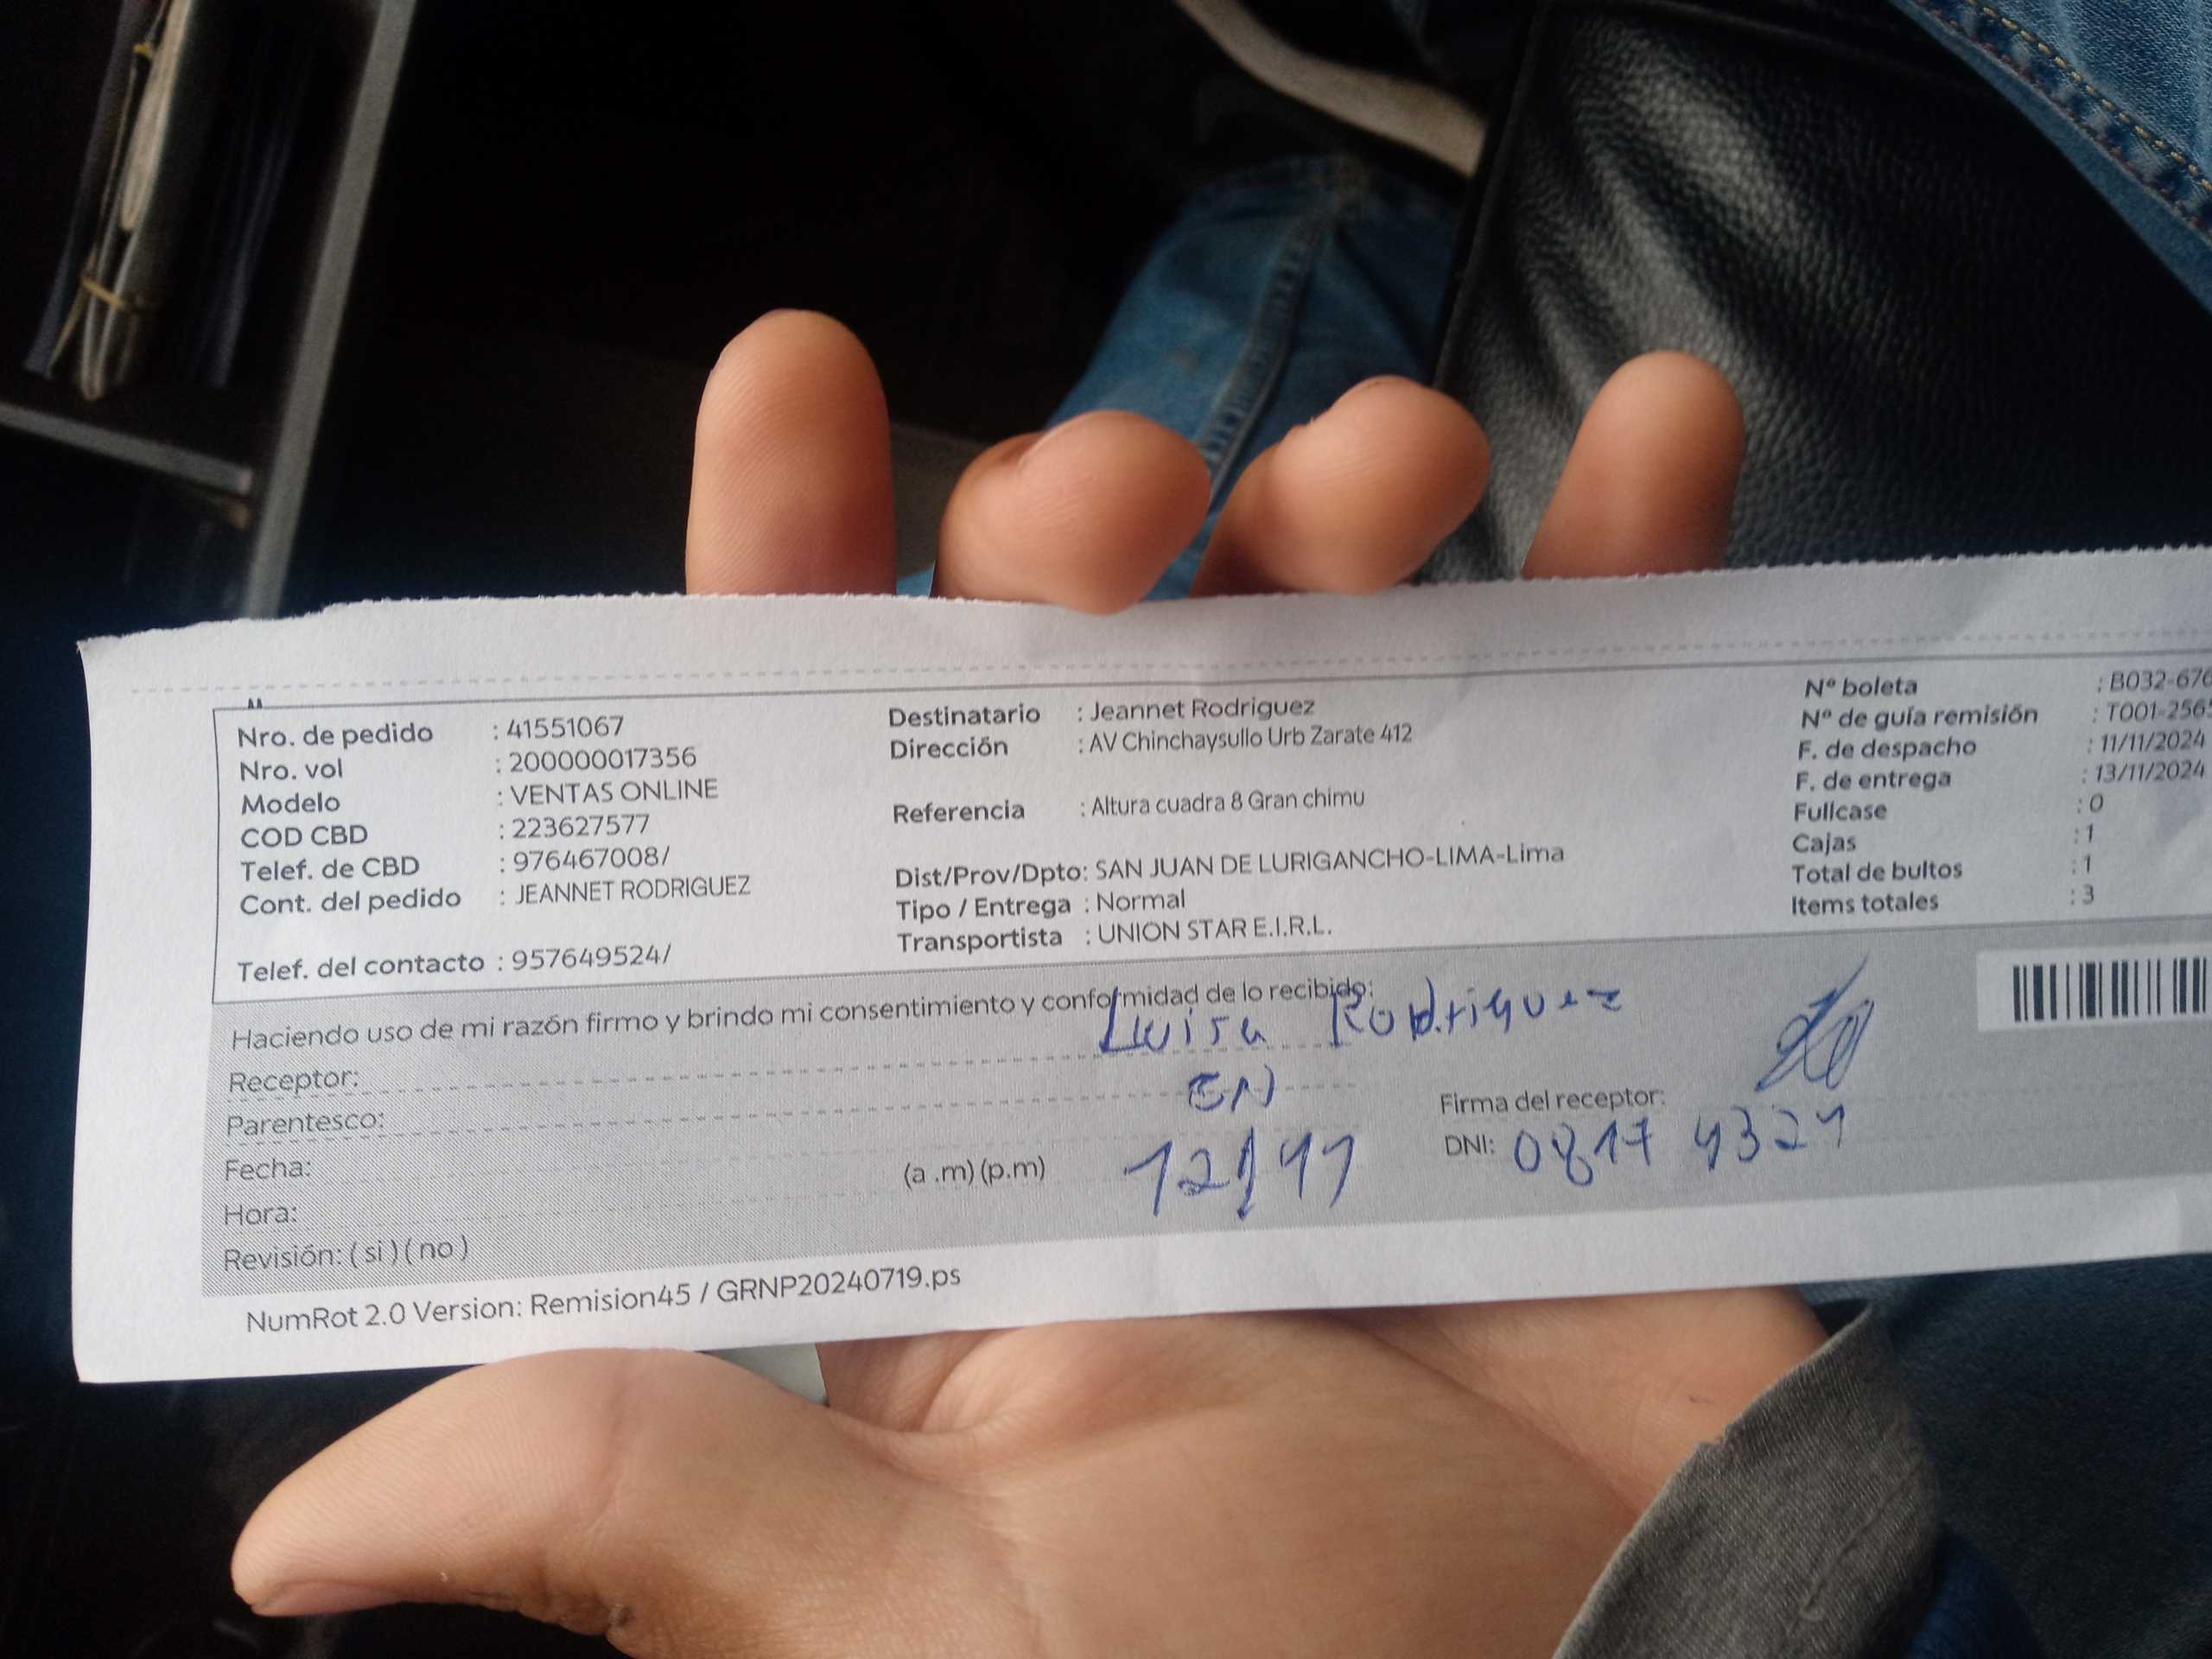 Nro. de pedido : 41551067
Nro. vol : 200000017356
Modelo : VENTAS ONLINE
COD CBD : 223627577
Telef. de CBD : 976467008/
Cont. del pedido : JEANNET RODRIGUEZ
Telef. del contacto : 957649524/
Destinatario : Jeannet Rodriguez
Dirección : AV Chinchaysullo Urb Zarate 412
Referencia : Altura cuadra 8 Gran chimu
Dist/Prov/Dpto: SAN JUAN DE LURIGANCHO-LIMA-Lima
Tipo / Entrega : Normal
Transportista : UNION STAR E.I.R.L.
Nº boleta : B032-676
Nº de guía remisión : T001-256
F. de despacho : 11/11/2024
F. de entrega : 13/11/2024
Fullcase : 0
Cajas : 1
Total de bultos : 1
Items totales : 3
Haciendo uso de mi razón firmo y brindo mi consentimiento y conformidad de lo recibido:
Receptor: Luisa Rodriguez
Parentesco:
Fecha: (a .m) (p.m) 12/11
Hora:
Revisión: ( si ) ( no )
Firma del receptor:
DNI: 0817 4321
NumRot 2.0 Version: Remision45 / GRNP20240719.ps